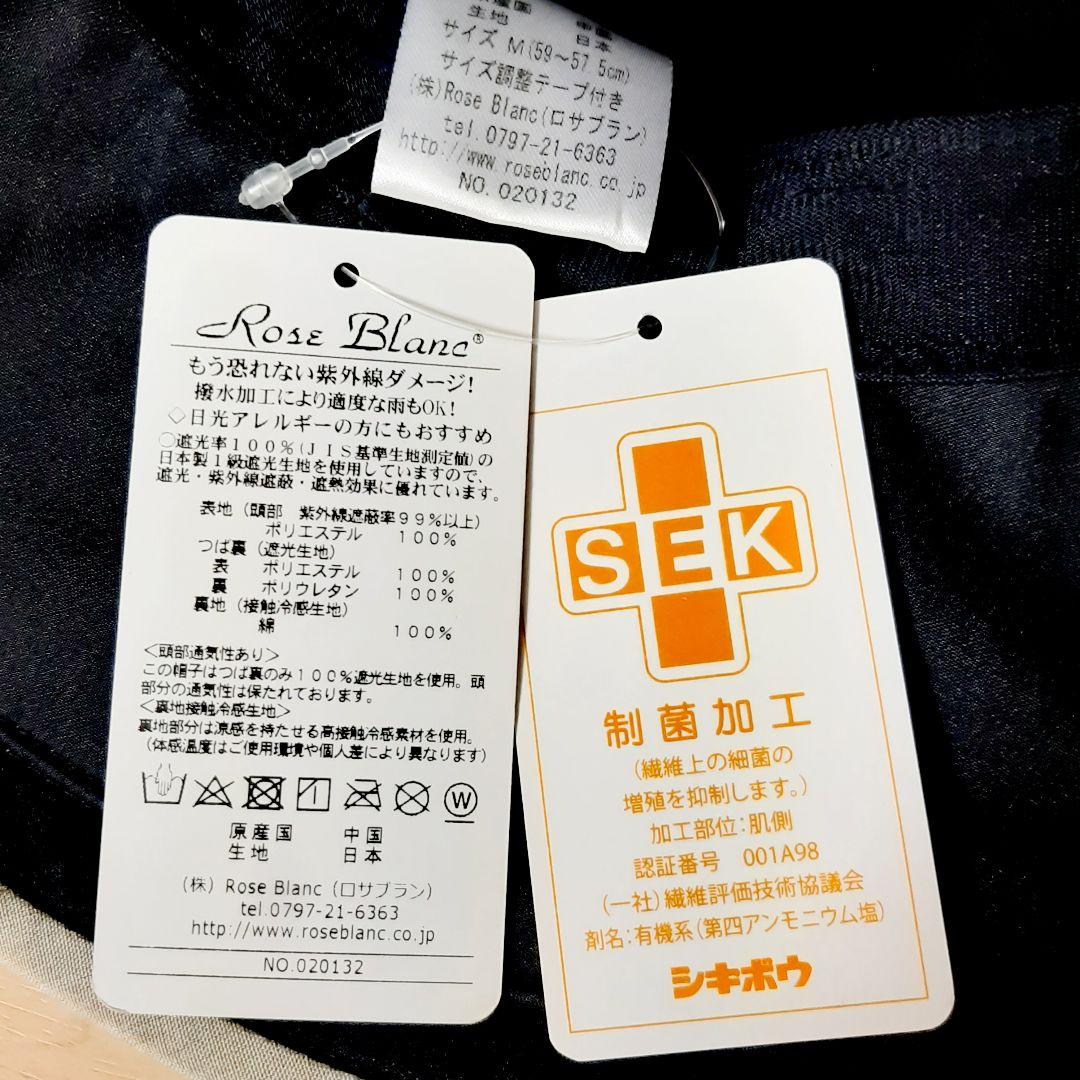 生地
日本
サイズ M(59～57.5cm)
サイズ調整テープ付き
(株)Rose Blanc(ロサブラン)
tel.0797-21-6363
http://www.roseblanc.co.jp
NO. 020132
Rose Blanc®
もう恐れない紫外線ダメージ!
撥水加工により適度な雨もOK!
◇日光アレルギーの方にもおすすめ
○遮光率１００％(ＪＩＳ基準生地測定値)の
日本製１級遮光生地を使用していますので、
遮光・紫外線遮蔽・遮熱効果に優れています。
表地（頭部 紫外線遮蔽率９９％以上）
ポリエステル １００％
つば裏（遮光生地）
表 ポリエステル １００％
裏 ポリウレタン １００％
裏地（接触冷感生地）
綿 １００％
＜頭部通気性あり＞
この帽子はつば裏のみ１００％遮光生地を使用。頭
部分の通気性は保たれております。
＜裏地接触冷感生地＞
裏地部分は涼感を持たせる高接触冷感素材を使用。
（体感温度はご使用環境や個人差により異なります）
W
原産国 中国
生地 日本
（株）Rose Blanc（ロサブラン）
tel.0797-21-6363
http://www.roseblanc.co.jp
NO.020132
SEK
制菌加工
(繊維上の細菌の
増殖を抑制します。)
加工部位:肌側
認証番号 001A98
(一社)繊維評価技術協議会
剤名:有機系(第四アンモニウム塩)
シキボウ